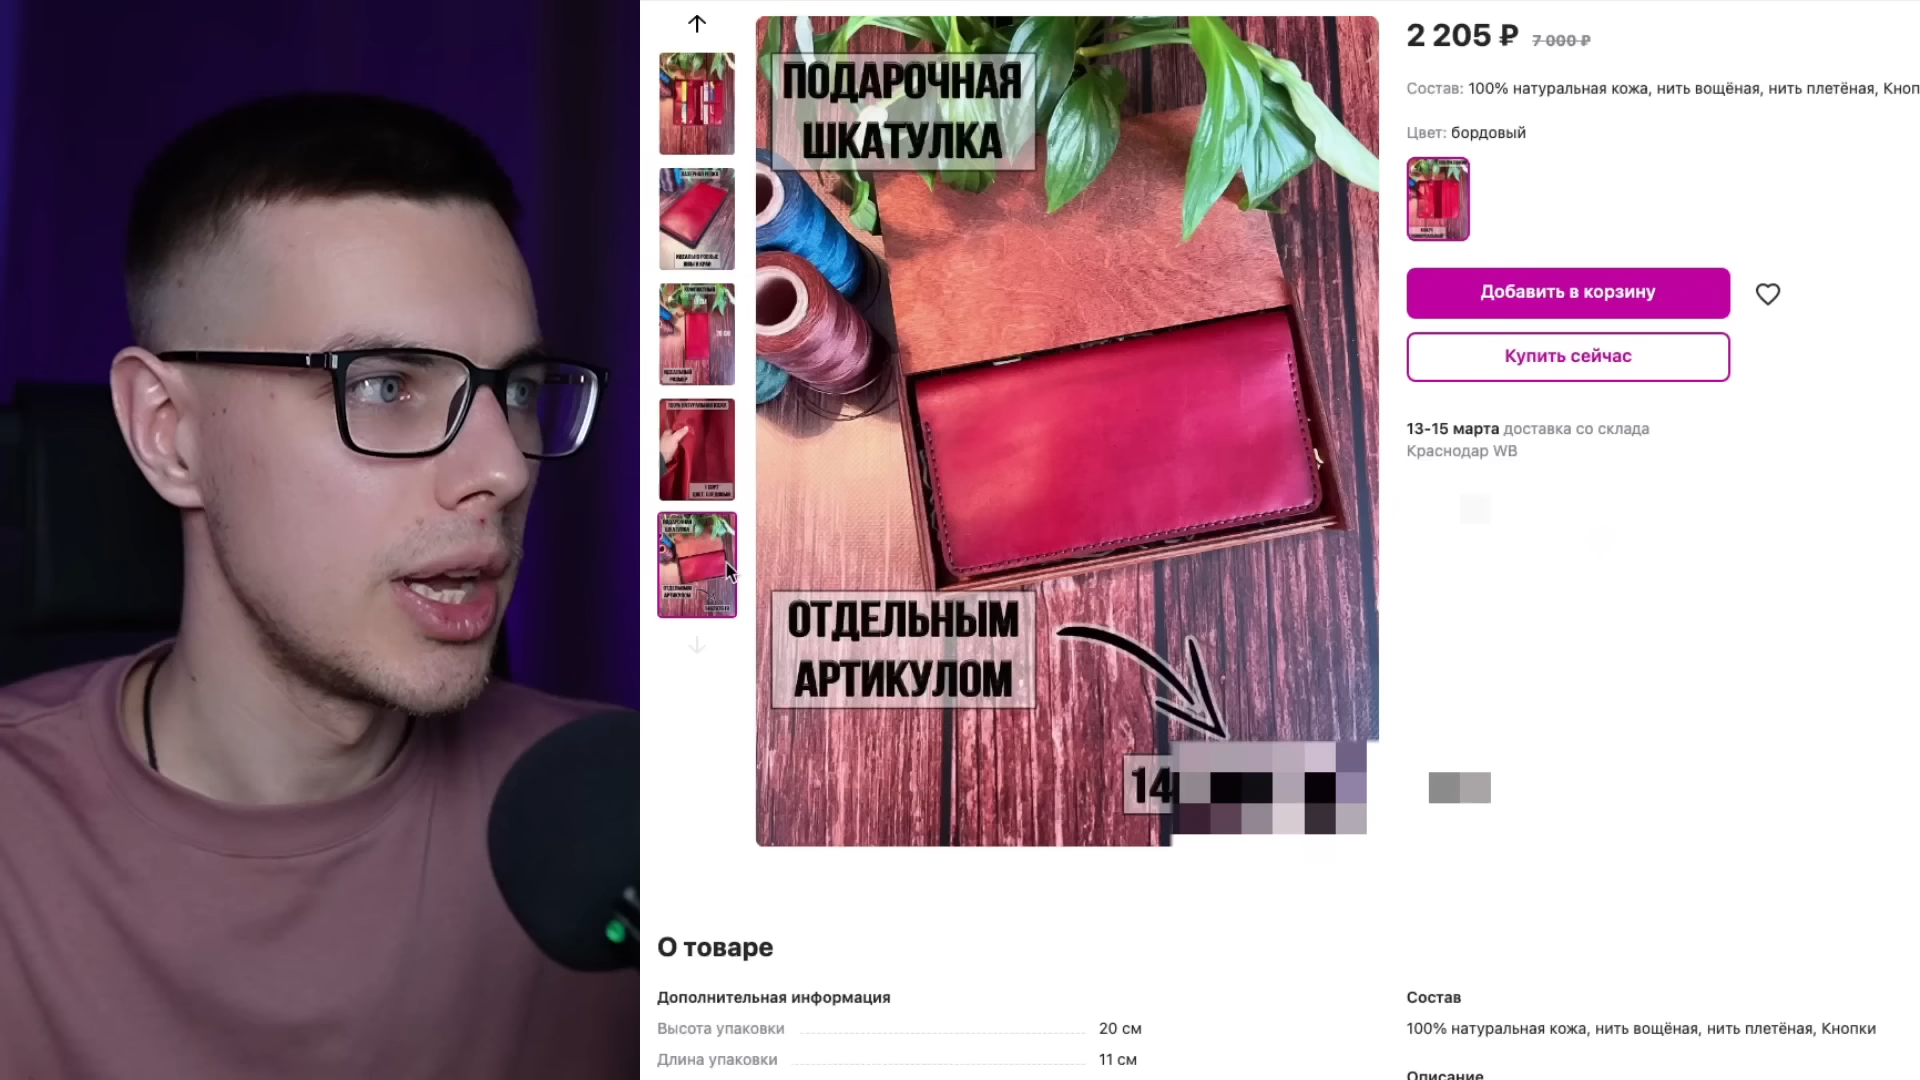 ПОДАРОЧНАЯ
ШКАТУЛКА
ОТДЕЛЬНЫМ
АРТИКУЛОМ
14
2 205 ₽ 7 000 ₽
Состав: 100% натуральная кожа, нить вощёная, нить плетёная, Кноп
Цвет: бордовый
Добавить в корзину
Купить сейчас
13-15 марта доставка со склада
Краснодар WB
О товаре
Дополнительная информация
Высота упаковки 20 см
Длина упаковки 11 см
Состав
100% натуральная кожа, нить вощёная, нить плетёная, Кнопки
Описание